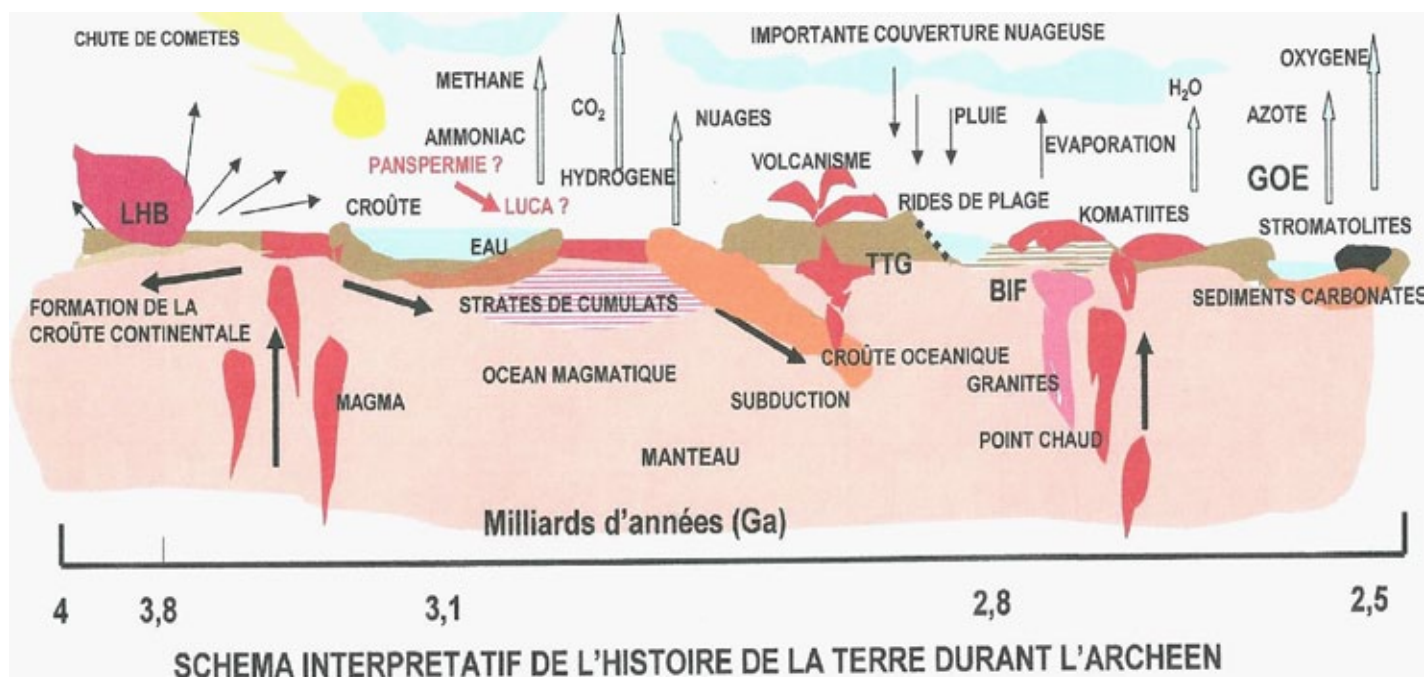 CHUTE DE COMETES
IMPORTANTE COUVERTURE NUAGEUSE
OXYGENE
METHANE
CO2
H2O
AZOTE
AMMONIAC
NUAGES
PLUIE
EVAPORATION
PANSPERMIE ?
HYDROGENE
VOLCANISME
GOE
LHB
CROÛTE
LUCA ?
RIDES DE PLAGE
KOMATIITES
STROMATOLITES
EAU
TTG
BIF
SEDIMENTS CARBONATES
FORMATION DE LA
CROÛTE CONTINENTALE
STRATES DE CUMULATS
CROÛTE OCEANIQUE
OCEAN MAGMATIQUE
GRANITES
MAGMA
SUBDUCTION
POINT CHAUD
MANTEAU
Milliards d'années (Ga)
4 3,8 3,1 2,8 2,5
SCHEMA INTERPRETATIF DE L'HISTOIRE DE LA TERRE DURANT L'ARCHEEN